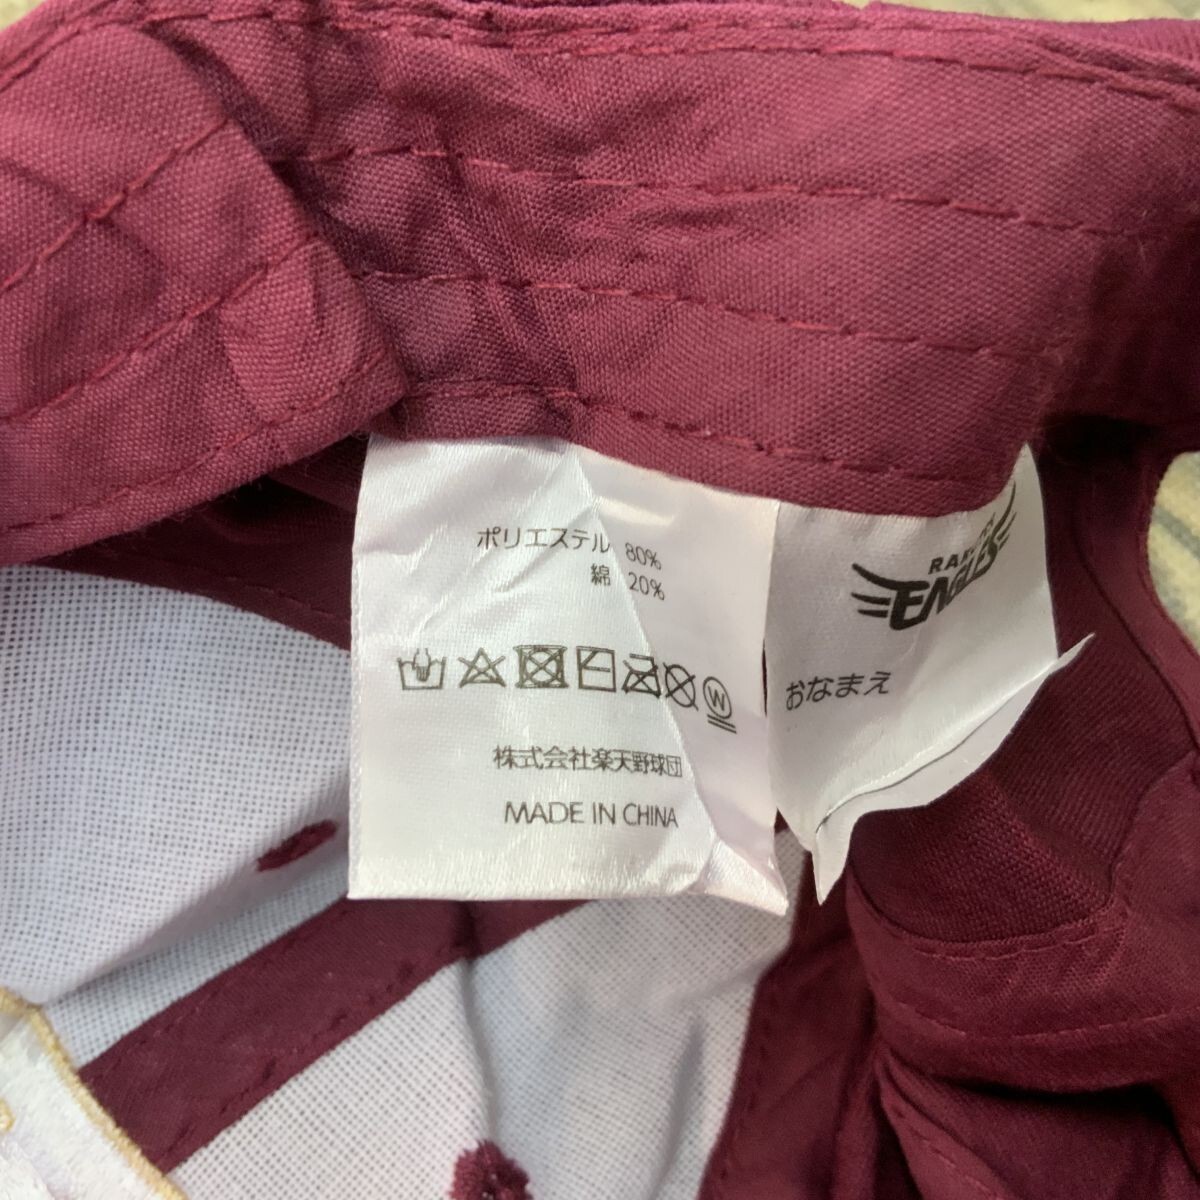 ポリエステル 80%
綿 20%
W
株式会社楽天野球団
MADE IN CHINA
EAGLES
おなまえ